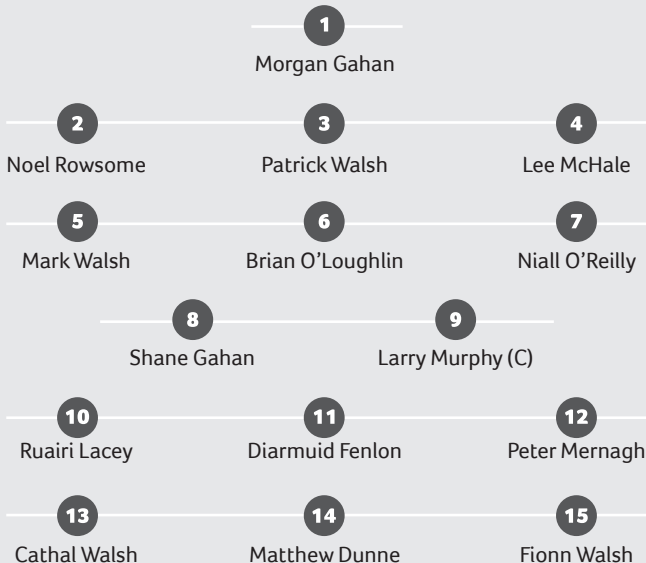 1
Morgan Gahan
2 3 4
Noel Rowsome Patrick Walsh Lee McHale
5 6 7
Mark Walsh Brian O'Loughlin Niall O'Reilly
8 9
Shane Gahan Larry Murphy (C)
10 11 12
Ruairi Lacey Diarmuid Fenlon Peter Mernagh
13 14 15
Cathal Walsh Matthew Dunne Fionn Walsh